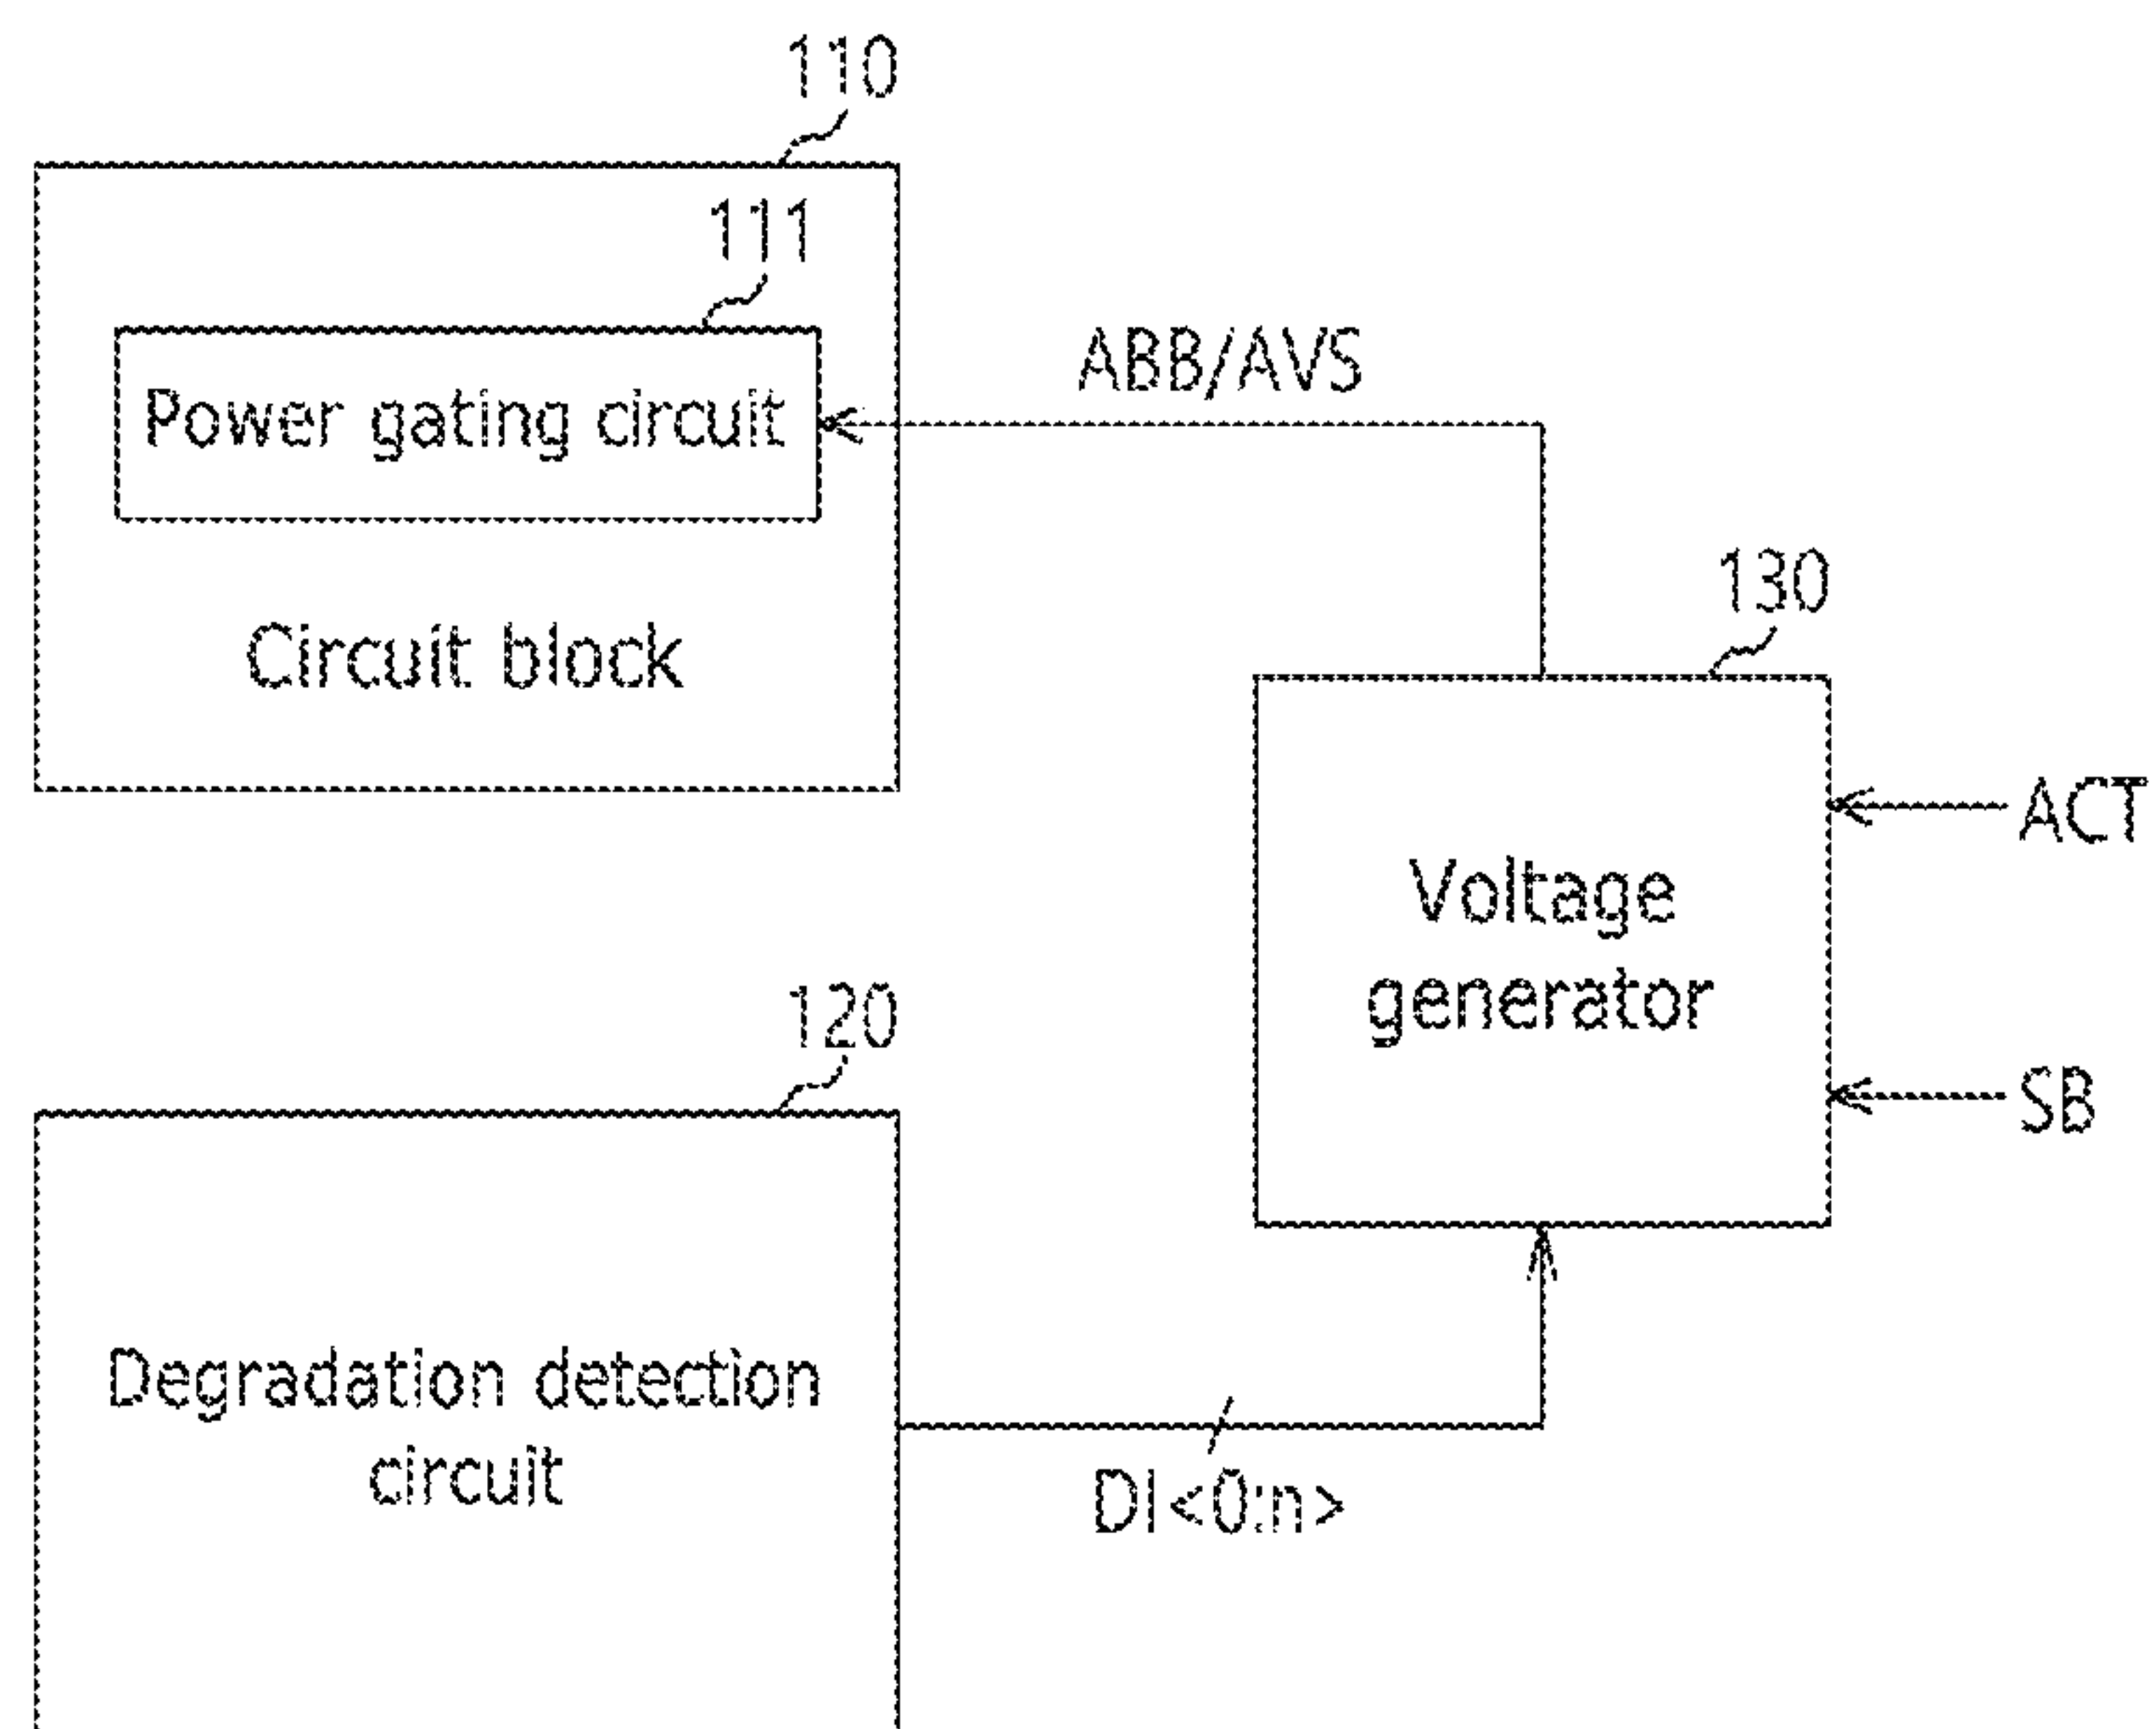 110
111
Power gating circuit
Circuit block
ABB/AVS
130
Voltage
generator
ACT
SB
120
Degradation detection
circuit
DI<0:n>